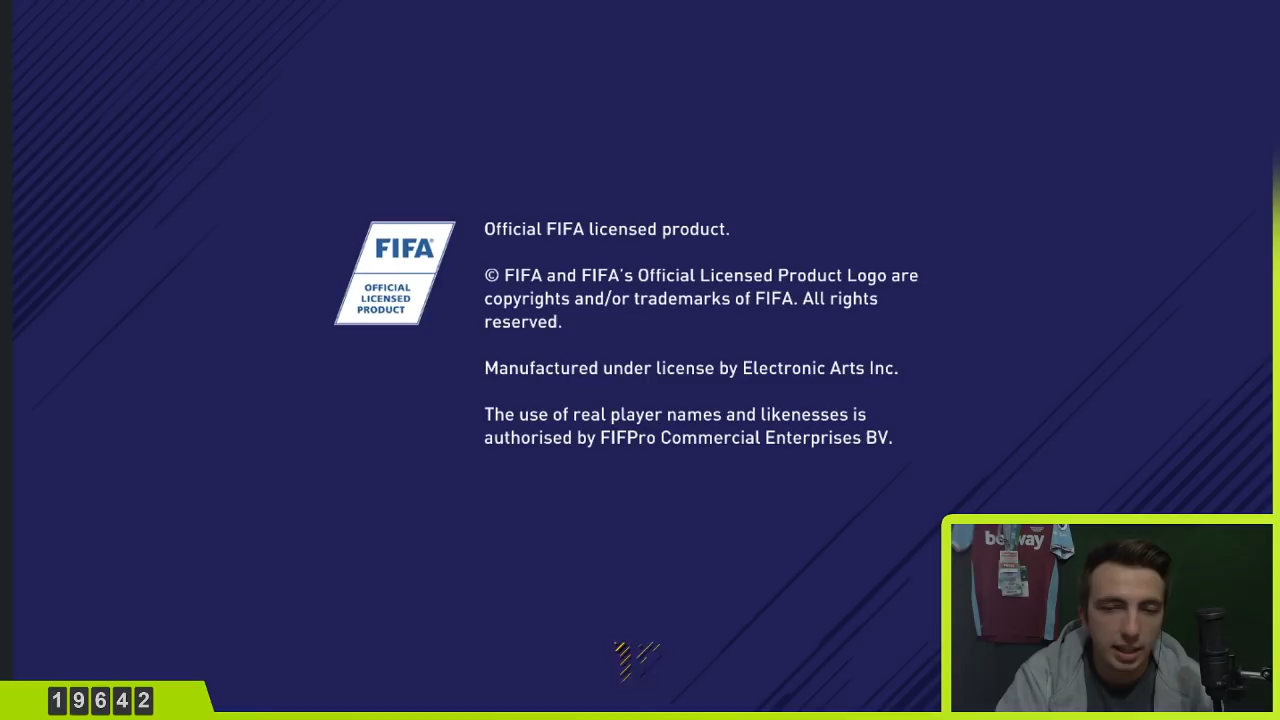 FIFA
OFFICIAL
LICENSED
PRODUCT
Official FIFA licensed product.
© FIFA and FIFA's Official Licensed Product Logo are
copyrights and/or trademarks of FIFA. All rights
reserved.
Manufactured under license by Electronic Arts Inc.
The use of real player names and likenesses is
authorised by FIFPro Commercial Enterprises BV.
betway
19642